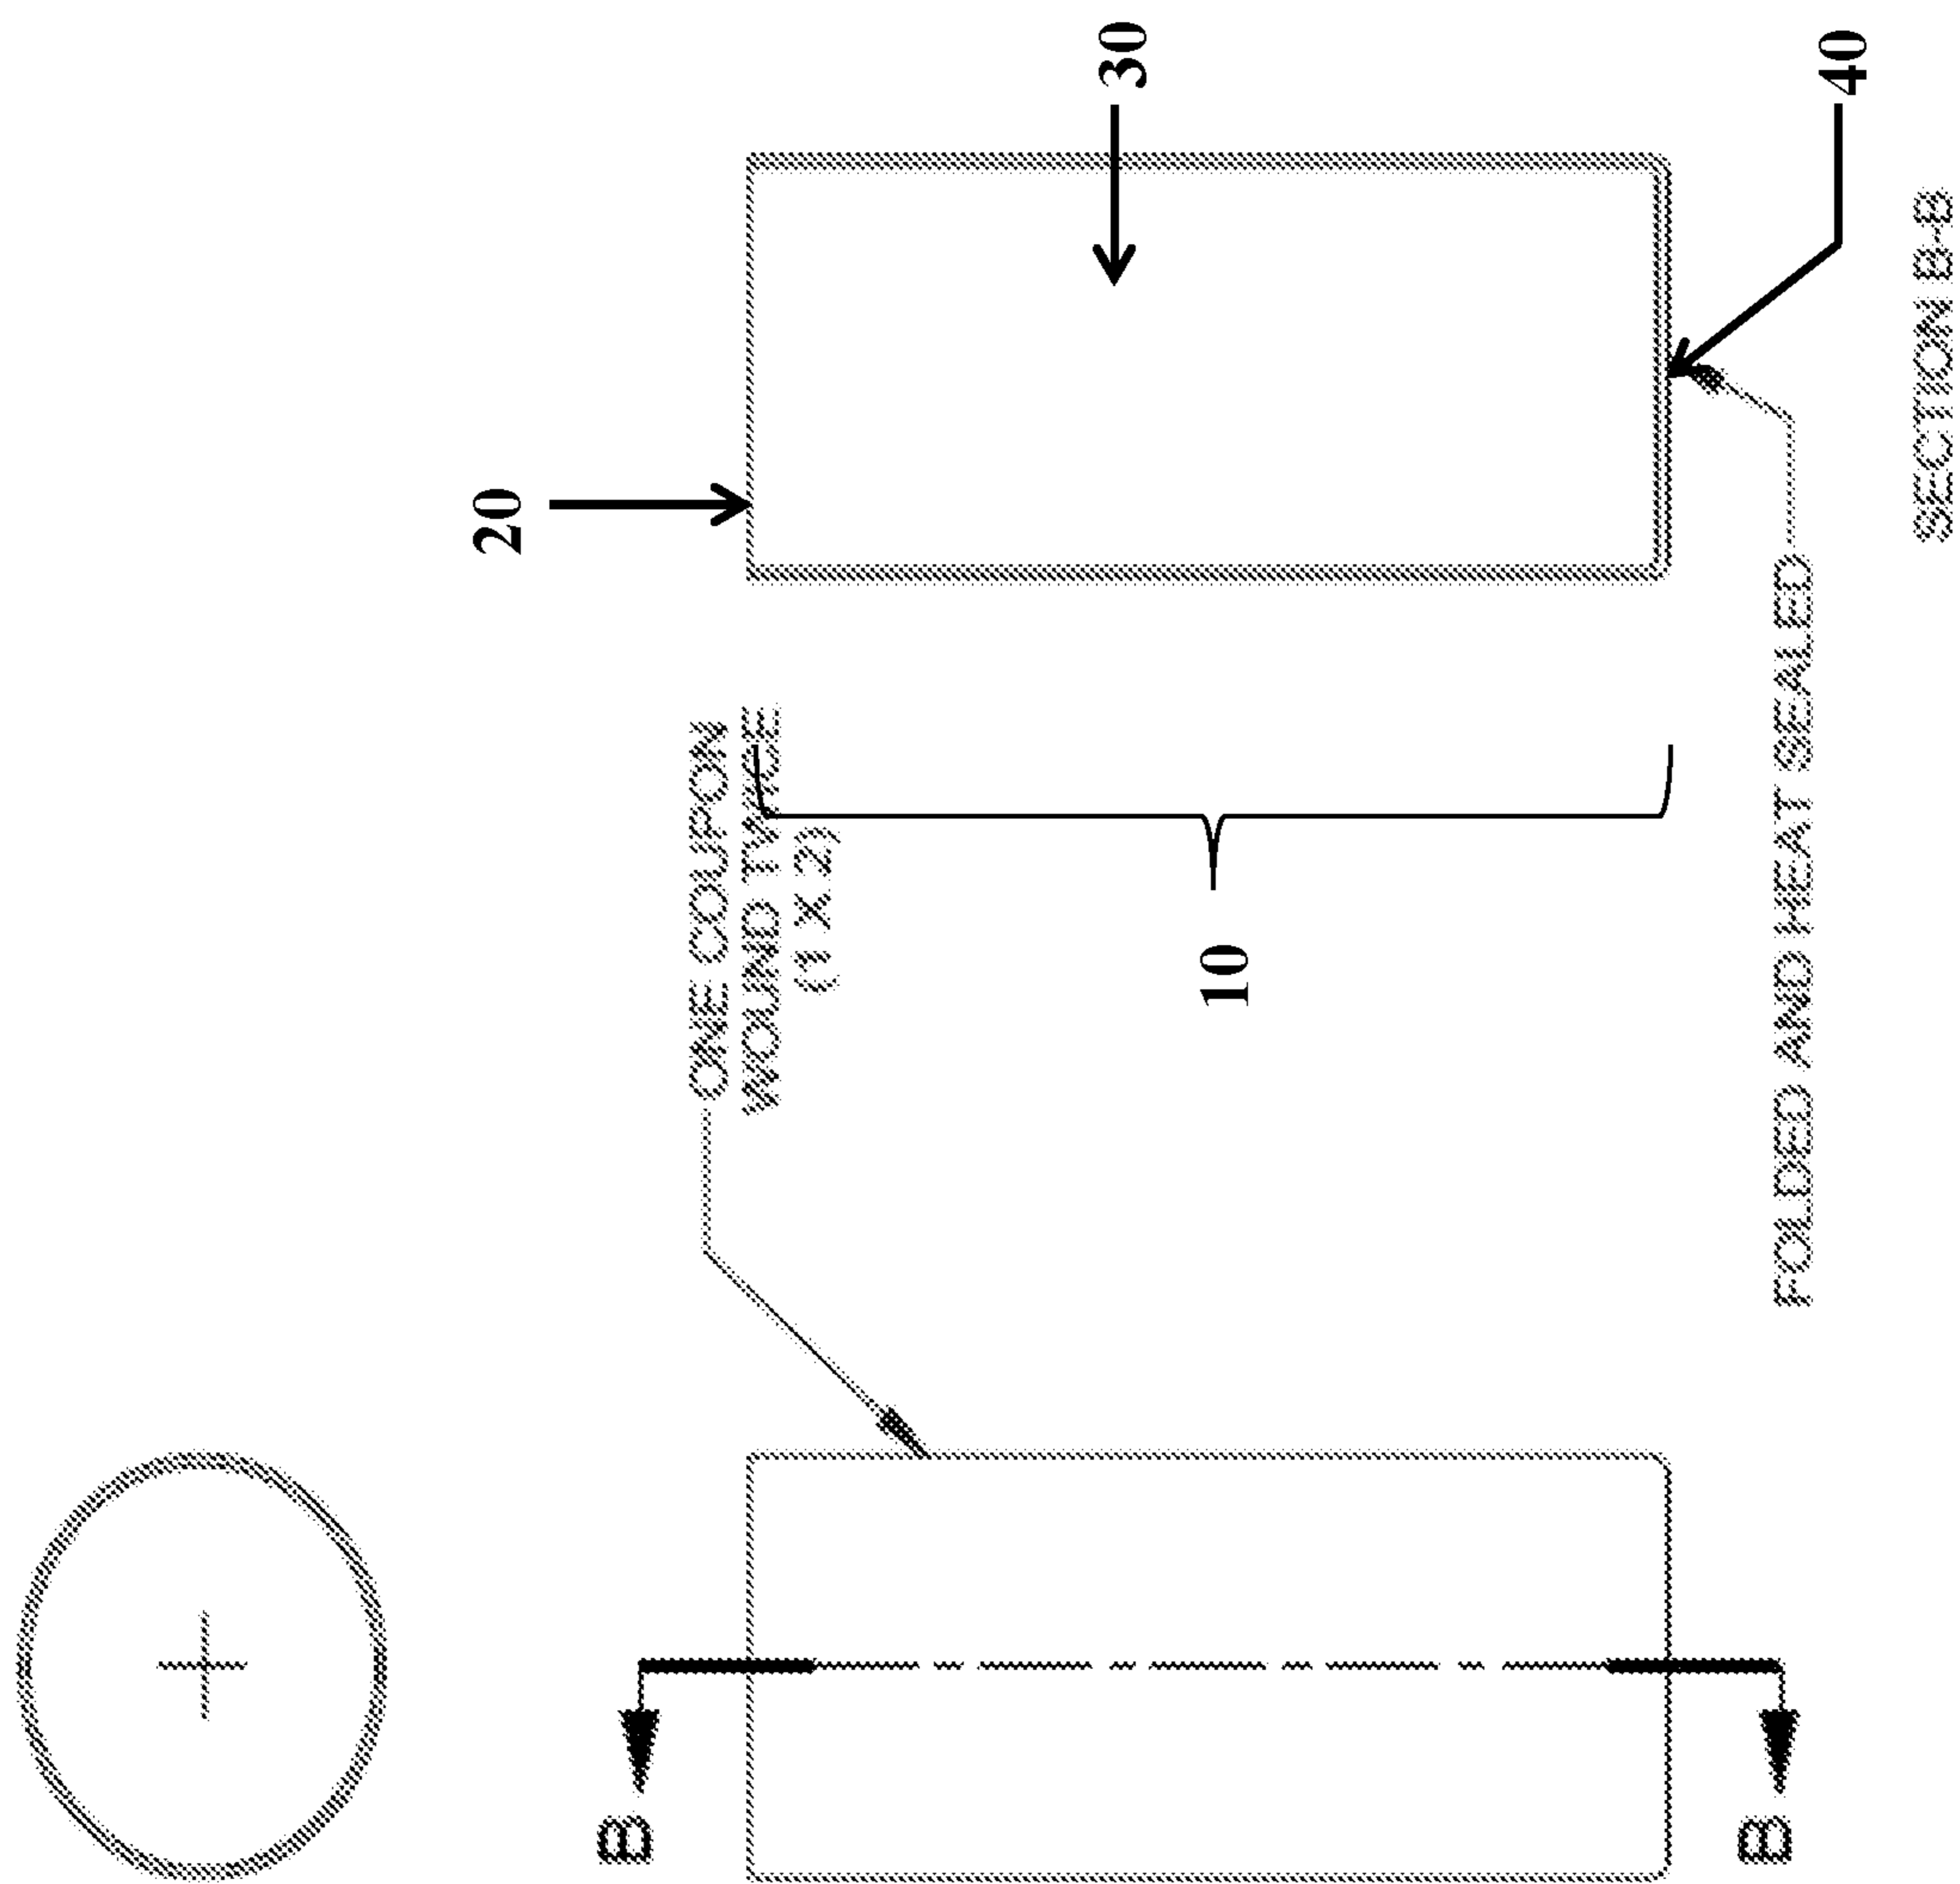 ONE COUPON
WOUND TWICE
(1 X 2)
20
30
10
40
FOLDED AND HEAT SEALED
B
B
SECTION B-B